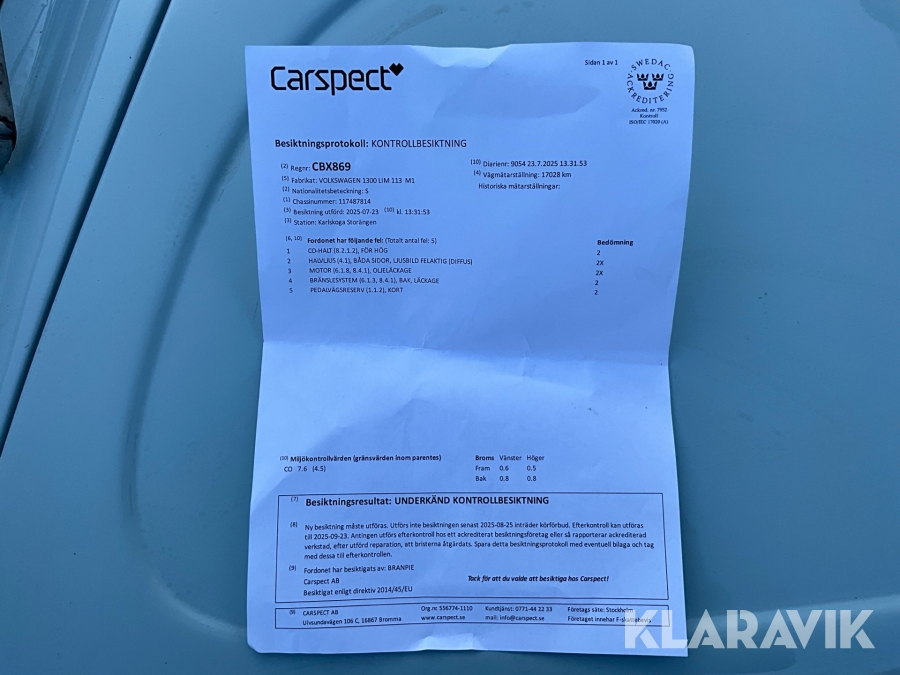 Carspect
Sidan 1 av 1
SWEDAC ACKREDITERING
Ackred. nr. 7952
Kontroll
ISO/IEC 17020 (A)
Besiktningsprotokoll: KONTROLLBESIKTNING
(2) Regnr: CBX869
(5) Fabrikat: VOLKSWAGEN 1300 LIM 113 M1
(2) Nationalitetsbeteckning: S
(1) Chassinummer: 117487814
(3) Besiktning utförd: 2025-07-23 (10) kl. 13:31:53
(3) Station: Karlskoga Storängen
(10) Diarienr: 9054 23.7.2025 13.31.53
(4) Vägmätarställning: 17028 km
Historiska mätarställningar:
(6, 10) Fordonet har följande fel: (Totalt antal fel: 5) Bedömning
1 CO-HALT (8.2.1.2), FÖR HÖG 2
2 HALVLJUS (4.1), BÅDA SIDOR, LJUSBILD FELAKTIG (DIFFUS) 2X
3 MOTOR (6.1.8, 8.4.1), OLJELÄCKAGE 2X
4 BRÄNSLESYSTEM (6.1.3, 8.4.1), BAK, LÄCKAGE 2
5 PEDALVÄGSRESERV (1.1.2), KORT 2
(10) Miljökontrollvärden (gränsvärden inom parentes)
CO 7.6 (4.5)
Broms Vänster Höger
Fram 0.6 0.5
Bak 0.8 0.8
(7) Besiktningsresultat: UNDERKÄND KONTROLLBESIKTNING
(8) Ny besiktning måste utföras. Utförs inte besiktningen senast 2025-08-25 inträder körförbud. Efterkontroll kan utföras
till 2025-09-23. Antingen utförs efterkontroll hos ett ackrediterat besiktningsföretag eller så rapporterar ackrediterad
verkstad, efter utförd reparation, att bristerna åtgärdats. Spara detta besiktningsprotokoll med eventuell bilaga och tag
med dessa till efterkontrollen.
(9) Fordonet har besiktigats av: BRANPIE
Carspect AB
Besiktigat enligt direktiv 2014/45/EU
Tack för att du valde att besiktiga hos Carspect!
(9) CARSPECT AB
Ulvsundavägen 106 C, 16867 Bromma
Org.nr. 556774-1110
www.carspect.se
Kundtjänst: 0771-44 22 33
mail: info@carspect.se
Företags säte: Stockholm
Företaget innehar F-skattebevis
KLARAVIK